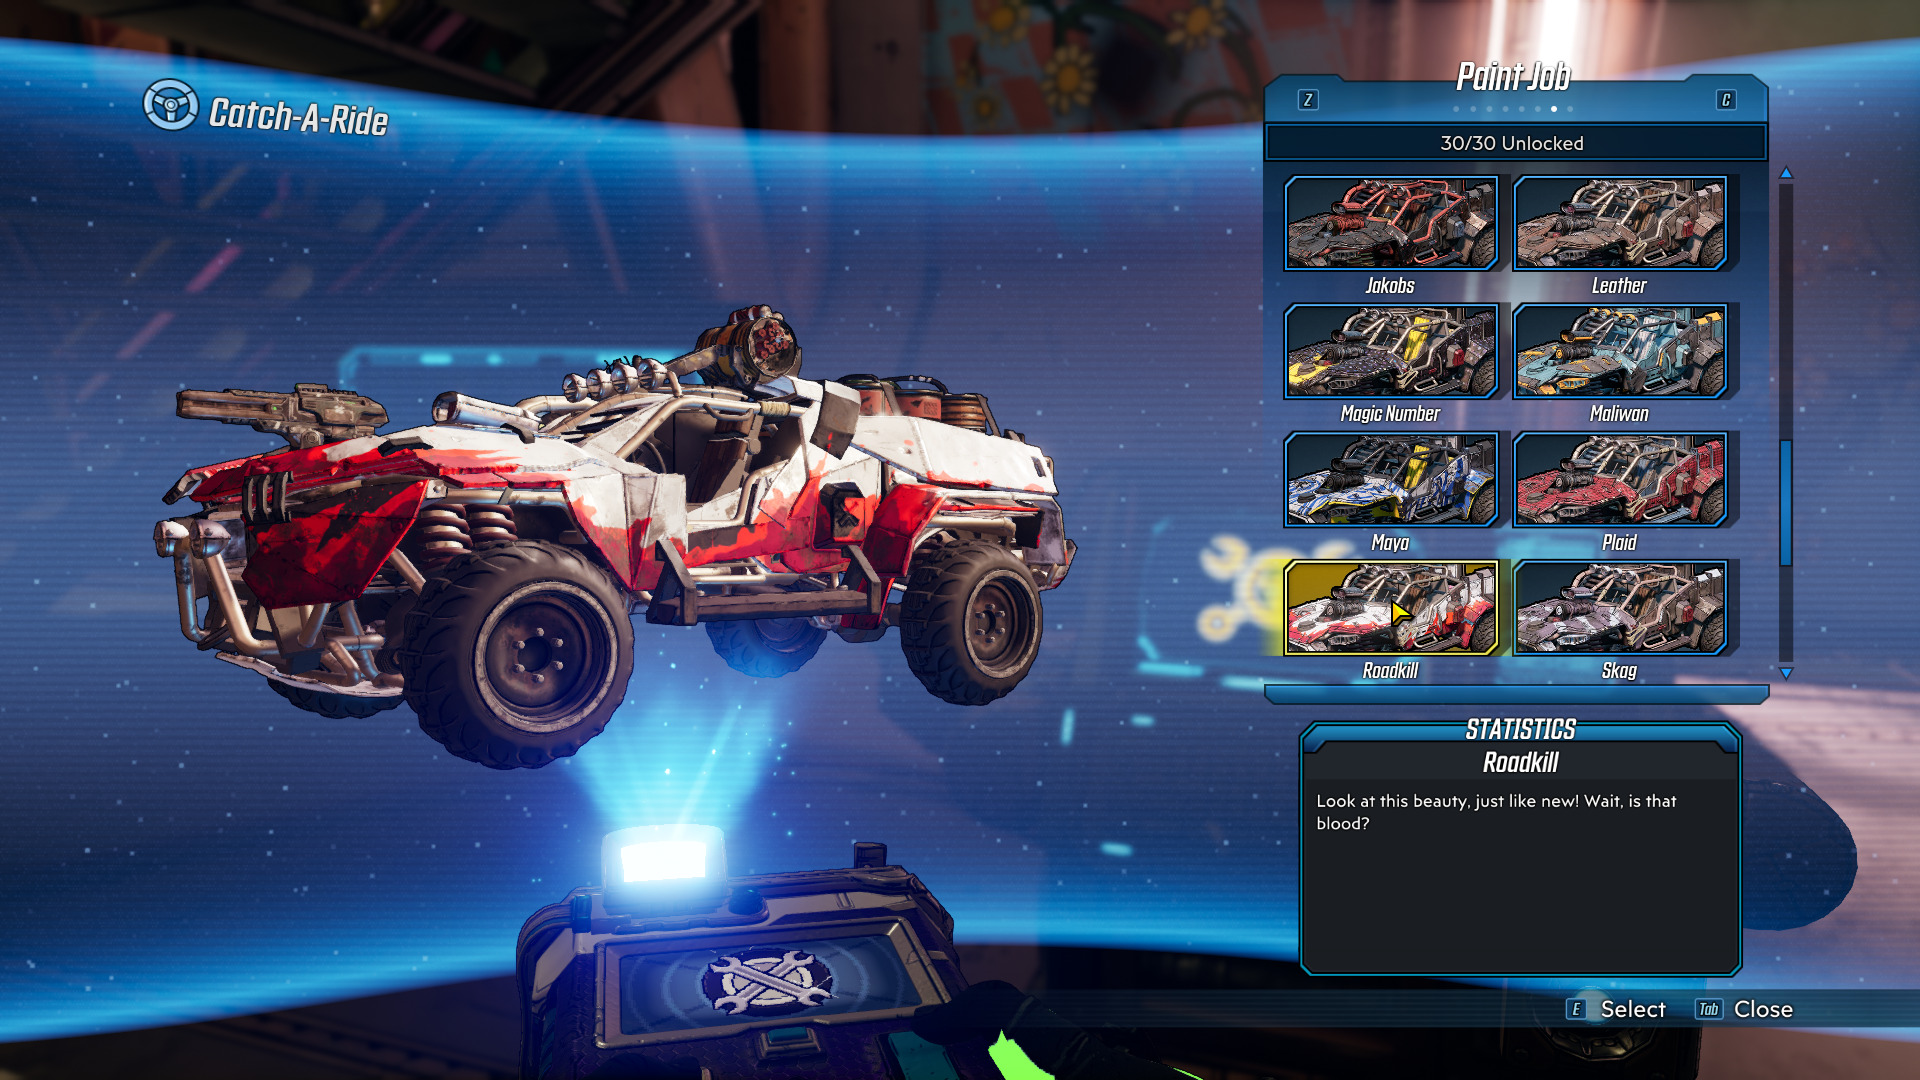 Catch-A-Ride
Paint Job
Z
C
30/30 Unlocked
Jakobs
Leather
Magic Number
Maliwan
Maya
Plaid
Roadkill
Skag
STATISTICS
Roadkill
Look at this beauty, just like new! Wait, is that
blood?
E Select
Tab Close